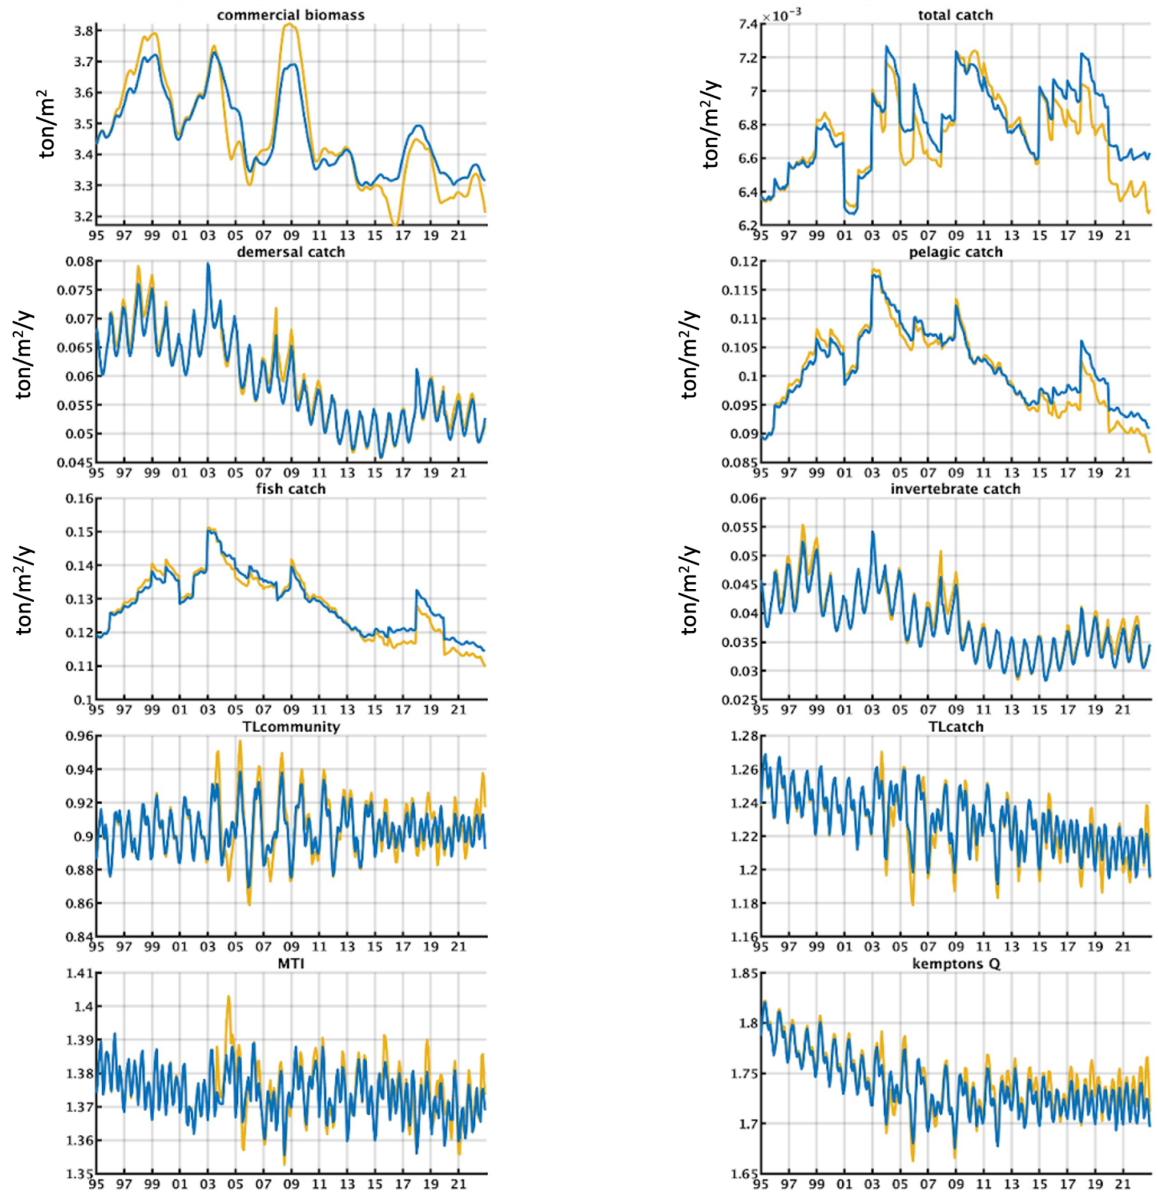 commercial biomass
3.8
3.7
3.6
3.5
3.4
3.3
3.2
ton/m2
95 97 99 01 03 05 07 09 11 13 15 17 19 21
total catch
×10⁻³
7.4
7.2
7
6.8
6.6
6.4
6.2
ton/m²/y
95 97 99 01 03 05 07 09 11 13 15 17 19 21
demersal catch
0.08
0.075
0.07
0.065
0.06
0.055
0.05
0.045
ton/m²/y
95 97 99 01 03 05 07 09 11 13 15 17 19 21
pelagic catch
0.12
0.115
0.11
0.105
0.1
0.095
0.09
0.085
ton/m²/y
95 97 99 01 03 05 07 09 11 13 15 17 19 21
fish catch
0.16
0.15
0.14
0.13
0.12
0.11
0.1
ton/m²/y
95 97 99 01 03 05 07 09 11 13 15 17 19 21
invertebrate catch
0.06
0.055
0.05
0.045
0.04
0.035
0.03
0.025
ton/m²/y
95 97 99 01 03 05 07 09 11 13 15 17 19 21
TLcommunity
0.96
0.94
0.92
0.9
0.88
0.86
0.84
95 97 99 01 03 05 07 09 11 13 15 17 19 21
TLcatch
1.28
1.26
1.24
1.22
1.2
1.18
1.16
95 97 99 01 03 05 07 09 11 13 15 17 19 21
MTI
1.41
1.4
1.39
1.38
1.37
1.36
1.35
95 97 99 01 03 05 07 09 11 13 15 17 19 21
kemptons Q
1.85
1.8
1.75
1.7
1.65
95 97 99 01 03 05 07 09 11 13 15 17 19 21